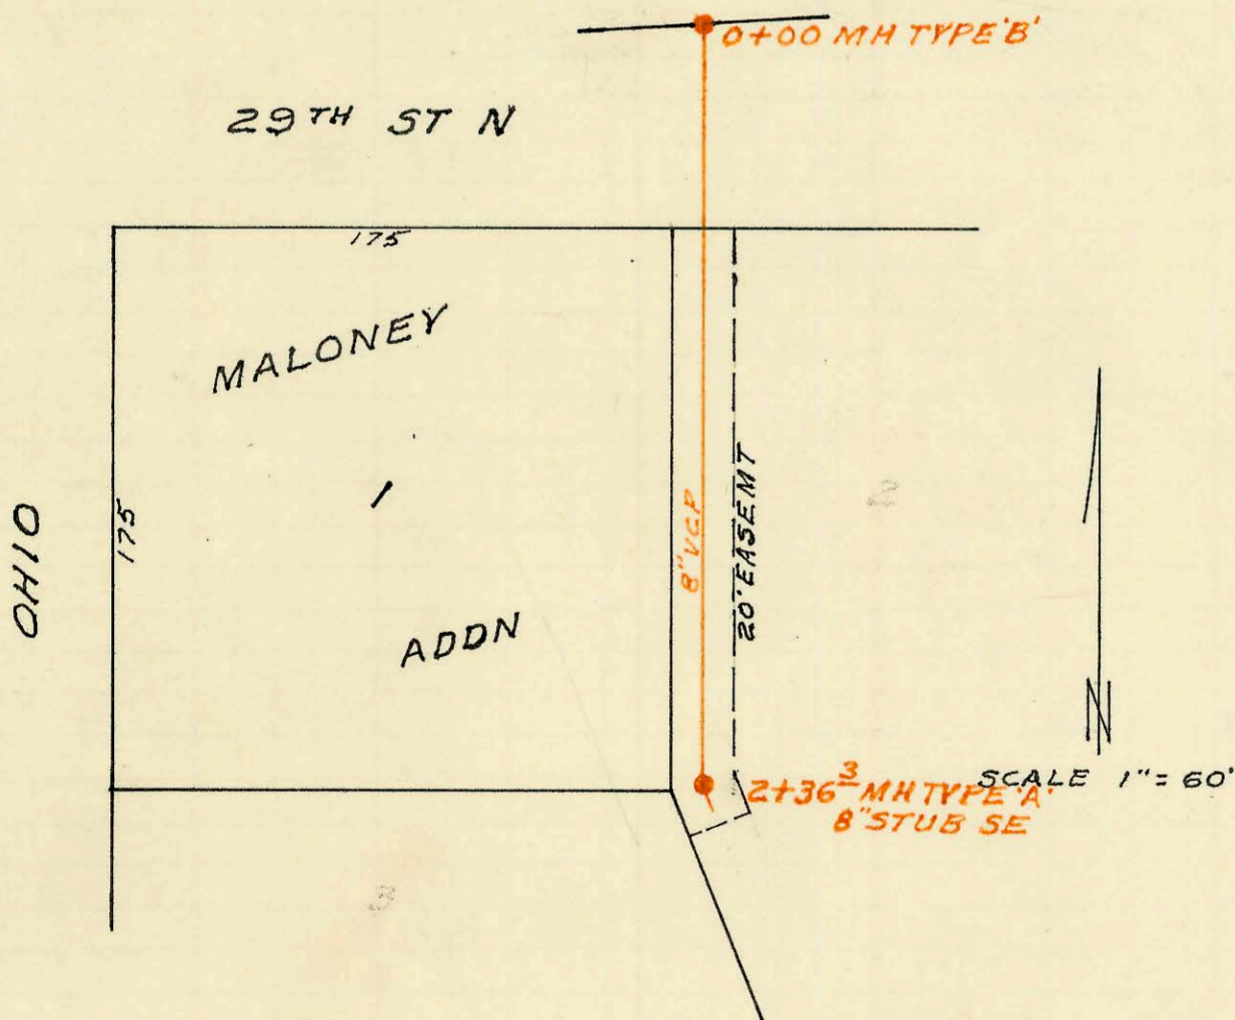 0+00 MH TYPE 'B'
29TH ST N
175
MALONEY
1
ADDN
175
OHIO
8" VCP
20' EASEMT
2
N
SCALE 1" = 60'
2+36 3 MH TYPE 'A'
8" STUB SE
3